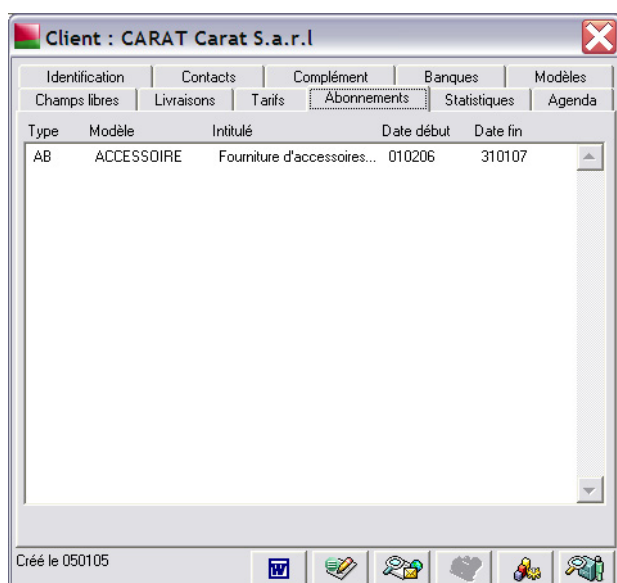 Client : CARAT Carat S.a.r.l
Identification Contacts Complément Banques Modèles
Champs libres Livraisons Tarifs Abonnements Statistiques Agenda
Type Modèle Intitulé Date début Date fin
AB ACCESSOIRE Fourniture d'accessoires... 010206 310107
Créé le 050105
W